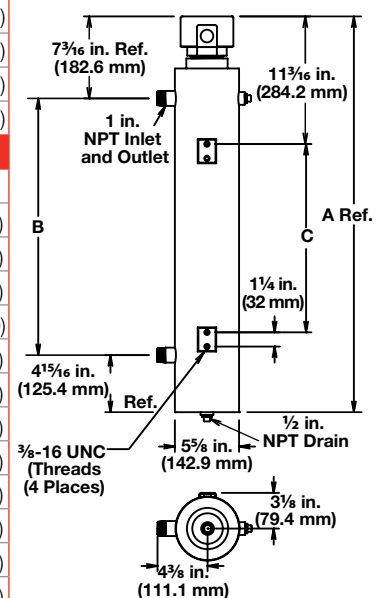 7³⁄₁₆ in. Ref.
(182.6 mm)
11³⁄₁₆ in.
(284.2 mm)
1 in.
NPT Inlet
and Outlet
A Ref.
B
C
1¼ in.
(32 mm)
4¹⁵⁄₁₆ in.
(125.4 mm)
Ref.
½ in.
NPT Drain
⅜-16 UNC
(Threads
(4 Places)
5⅝ in.
(142.9 mm)
3⅛ in.
(79.4 mm)
4⅜ in.
(111.1 mm)